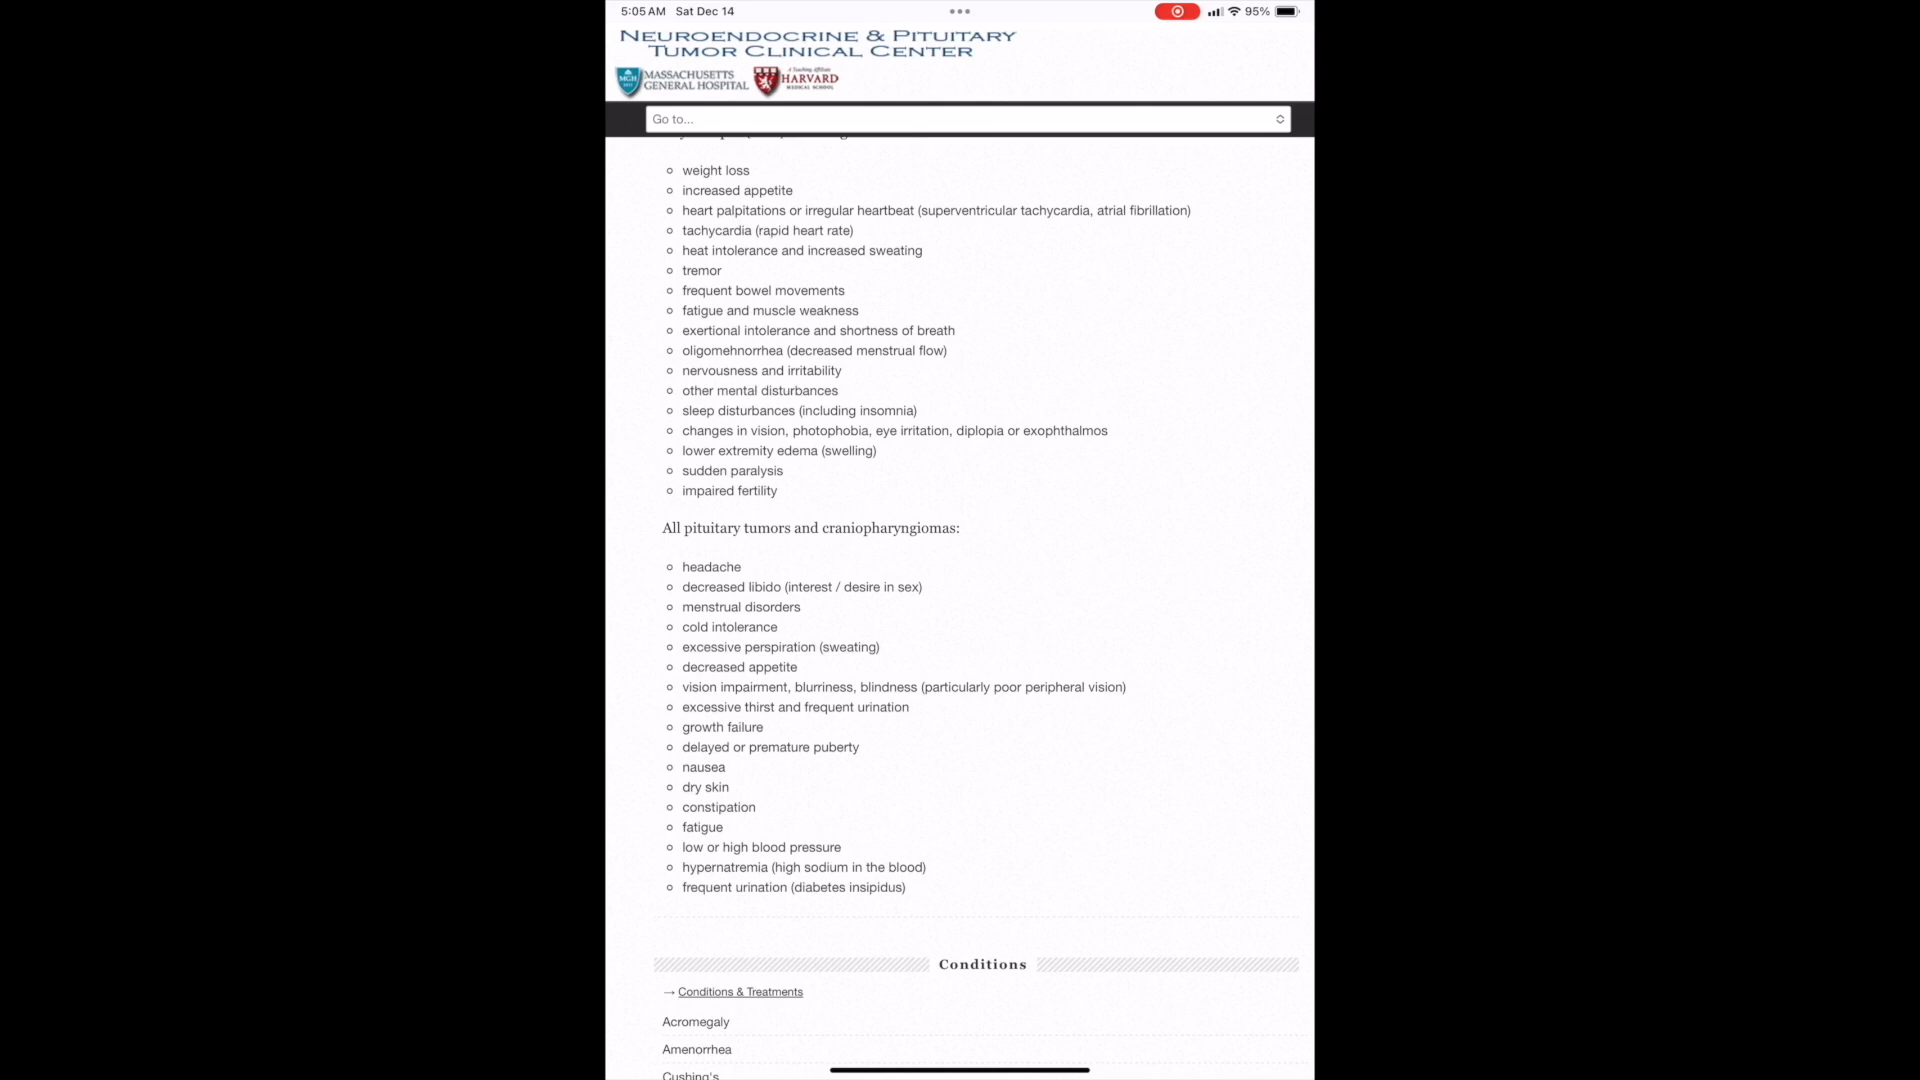 5:05 AM Sat Dec 14
95%
NEUROENDOCRINE & PITUITARY
TUMOR CLINICAL CENTER
MGH
1811
MASSACHUSETTS
GENERAL HOSPITAL
A Teaching Affiliate
HARVARD
MEDICAL SCHOOL
Go to...
weight loss
increased appetite
heart palpitations or irregular heartbeat (superventricular tachycardia, atrial fibrillation)
tachycardia (rapid heart rate)
heat intolerance and increased sweating
tremor
frequent bowel movements
fatigue and muscle weakness
exertional intolerance and shortness of breath
oligomehnorrhea (decreased menstrual flow)
nervousness and irritability
other mental disturbances
sleep disturbances (including insomnia)
changes in vision, photophobia, eye irritation, diplopia or exophthalmos
lower extremity edema (swelling)
sudden paralysis
impaired fertility
All pituitary tumors and craniopharyngiomas:
headache
decreased libido (interest / desire in sex)
menstrual disorders
cold intolerance
excessive perspiration (sweating)
decreased appetite
vision impairment, blurriness, blindness (particularly poor peripheral vision)
excessive thirst and frequent urination
growth failure
delayed or premature puberty
nausea
dry skin
constipation
fatigue
low or high blood pressure
hypernatremia (high sodium in the blood)
frequent urination (diabetes insipidus)
Conditions
→ Conditions & Treatments
Acromegaly
Amenorrhea
Cushing's